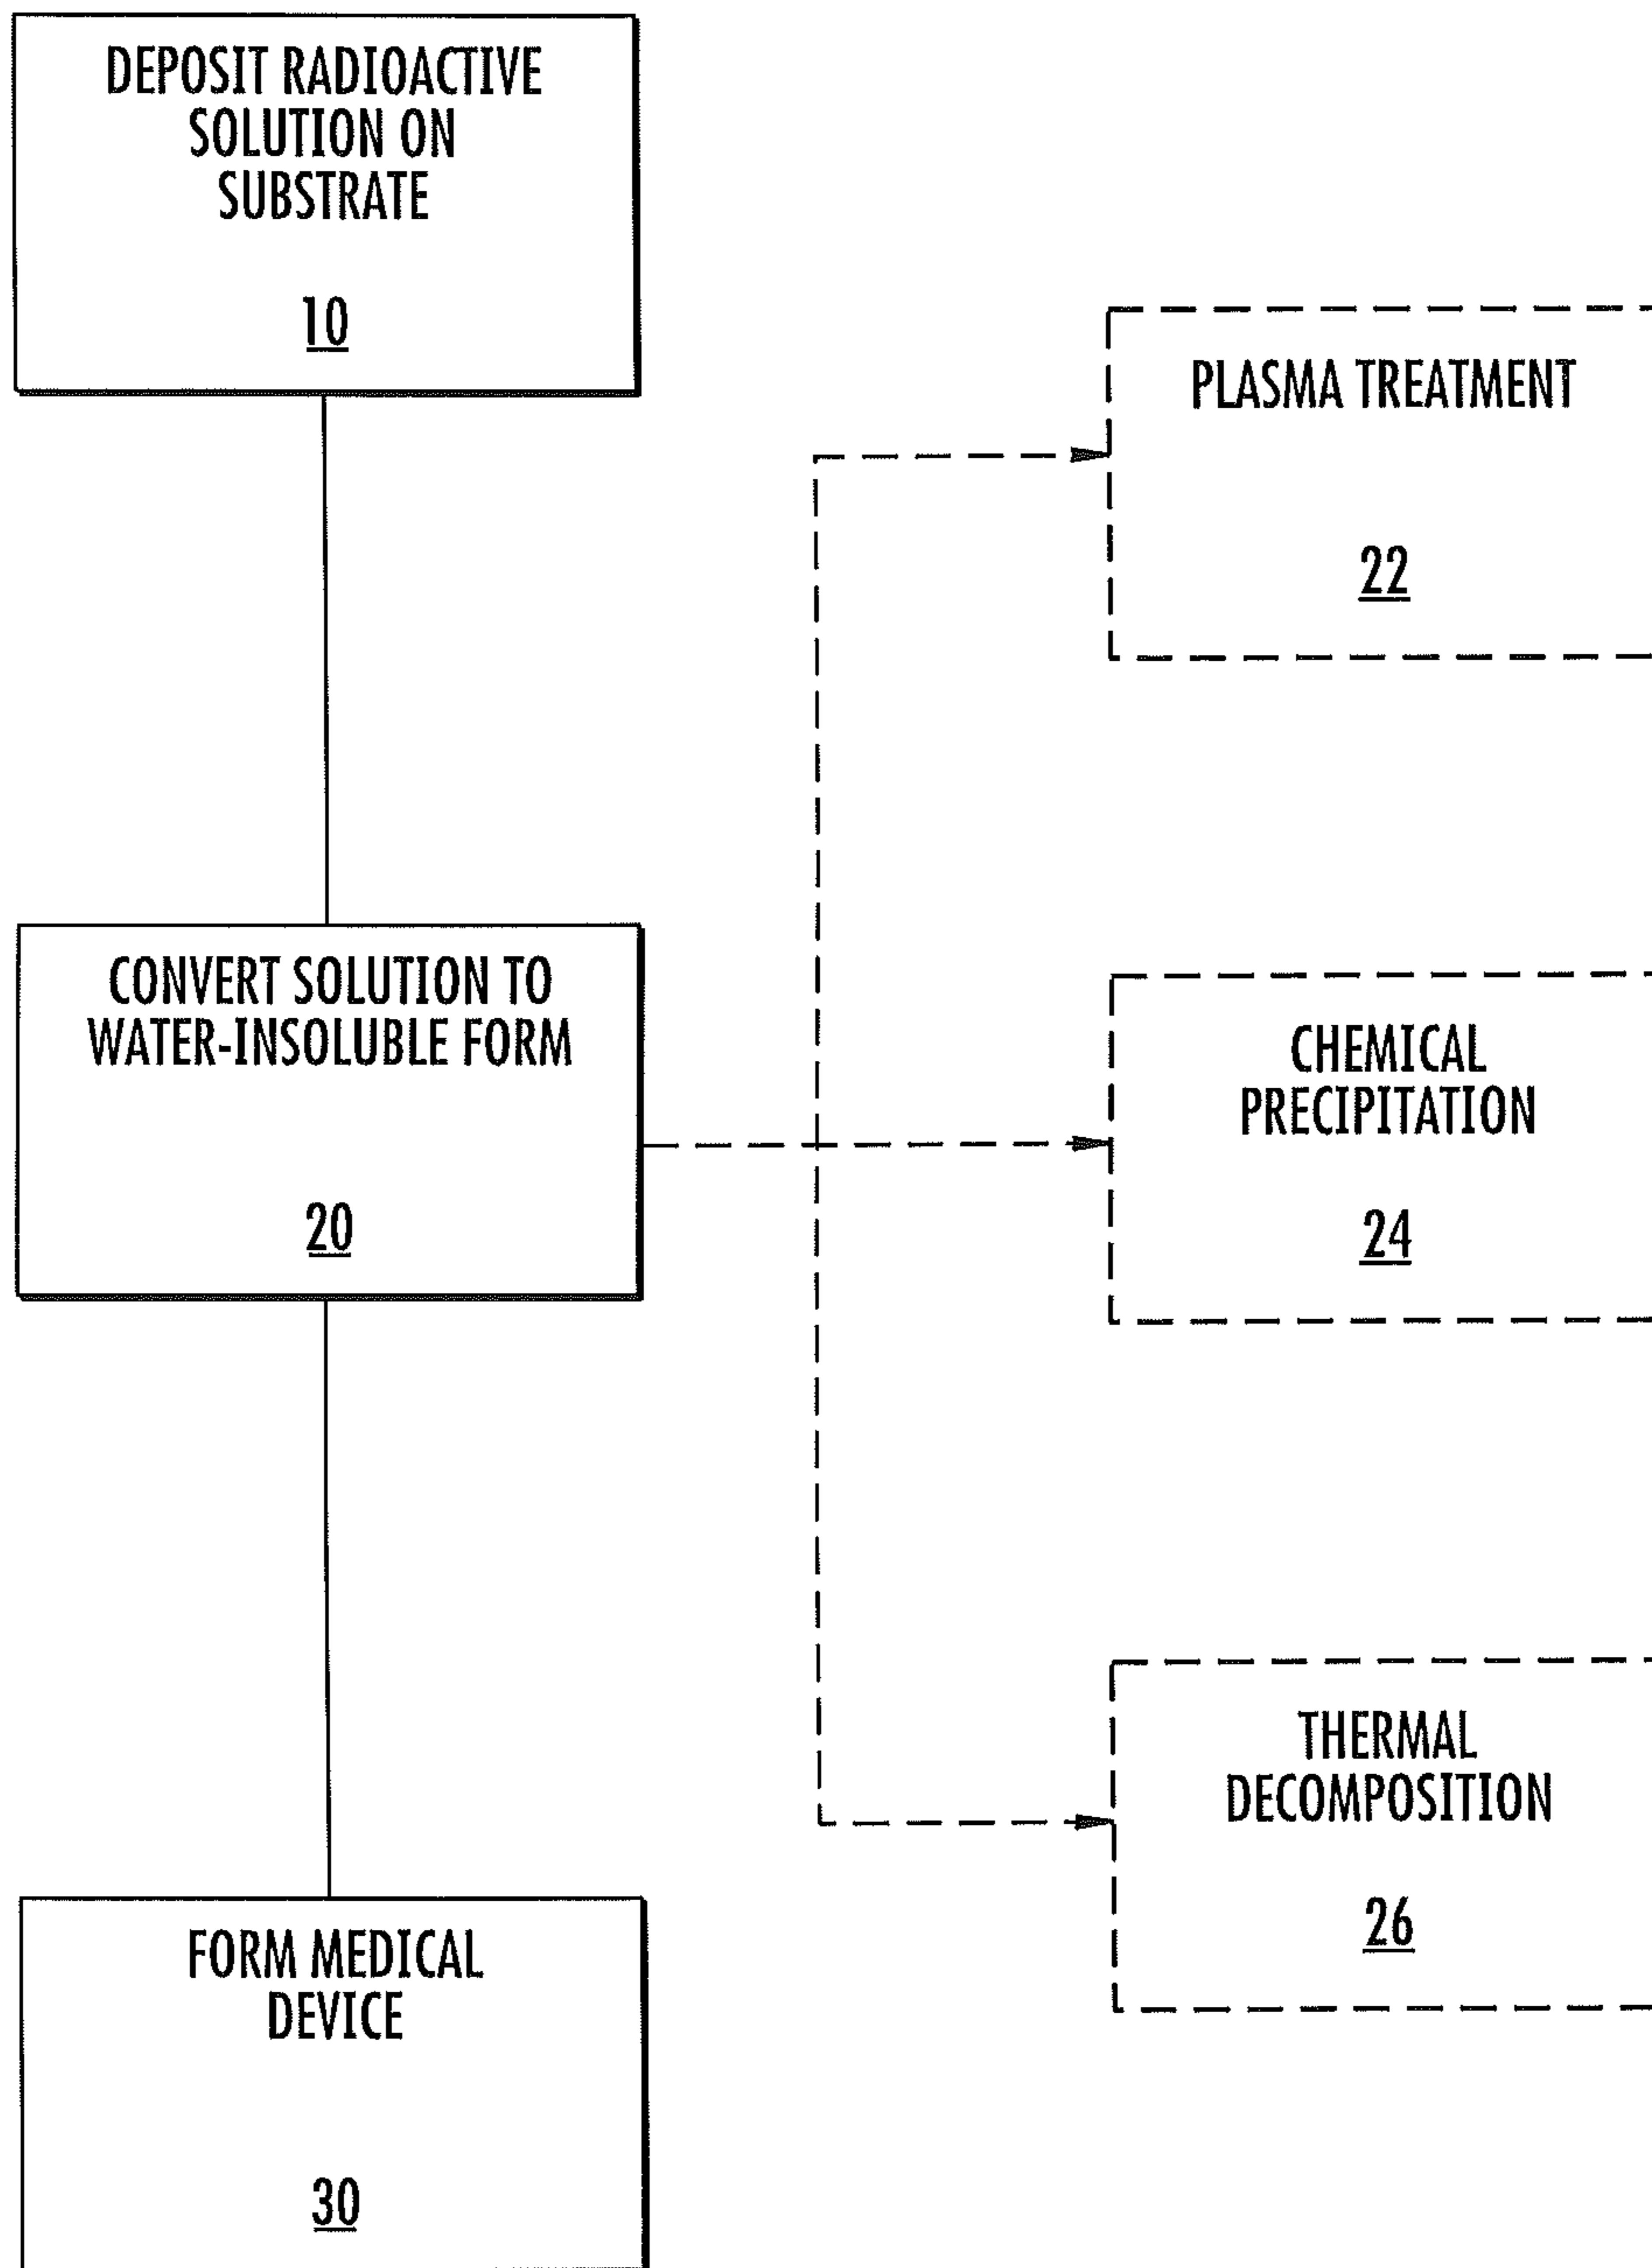 DEPOSIT RADIOACTIVE
SOLUTION ON
SUBSTRATE
10
CONVERT SOLUTION TO
WATER-INSOLUBLE FORM
20
FORM MEDICAL
DEVICE
30
PLASMA TREATMENT
22
CHEMICAL
PRECIPITATION
24
THERMAL
DECOMPOSITION
26